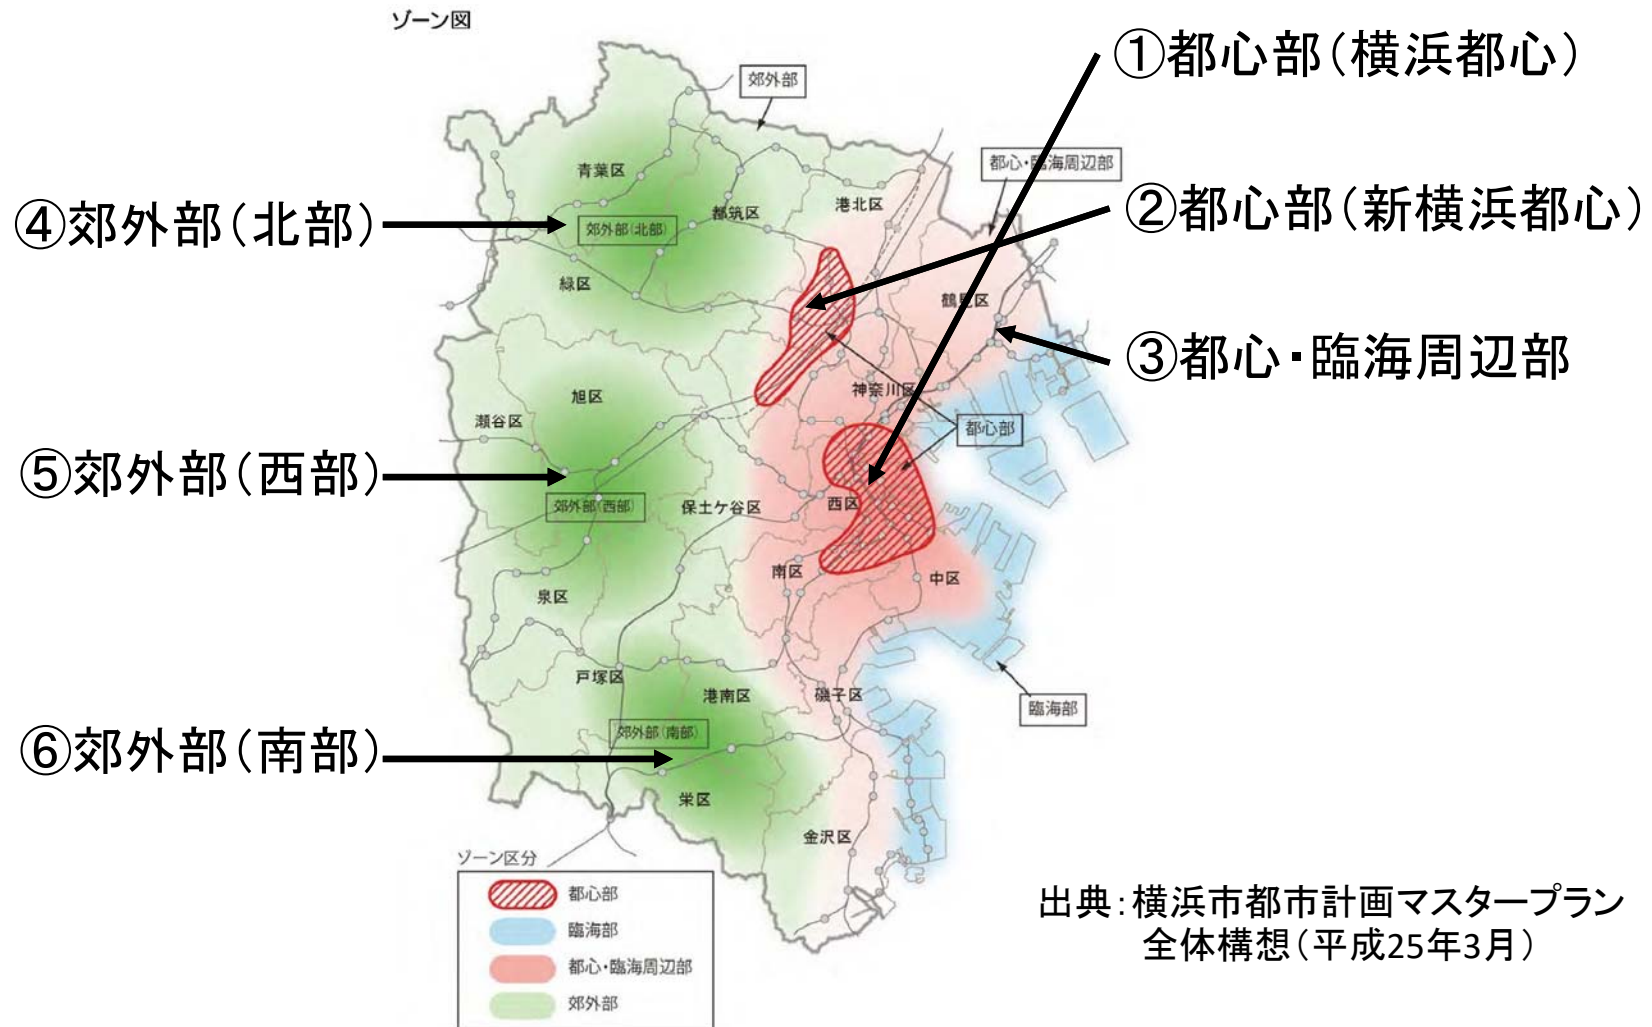 ゾーン図
①都心部(横浜都心)
郊外部
都心・臨海周辺部
青葉区
②都心部(新横浜都心)
④郊外部(北部)
都筑区
港北区
郊外部(北部)
緑区
鶴見区
③都心・臨海周辺部
旭区
神奈川区
瀬谷区
都心部
⑤郊外部(西部)
郊外部(西部)
保土ケ谷区
西区
南区
中区
泉区
戸塚区
港南区
磯子区
臨海部
⑥郊外部(南部)
郊外部(南部)
栄区
金沢区
ゾーン区分
都心部
臨海部
都心・臨海周辺部
郊外部
出典:横浜市都市計画マスタープラン
全体構想(平成25年3月)